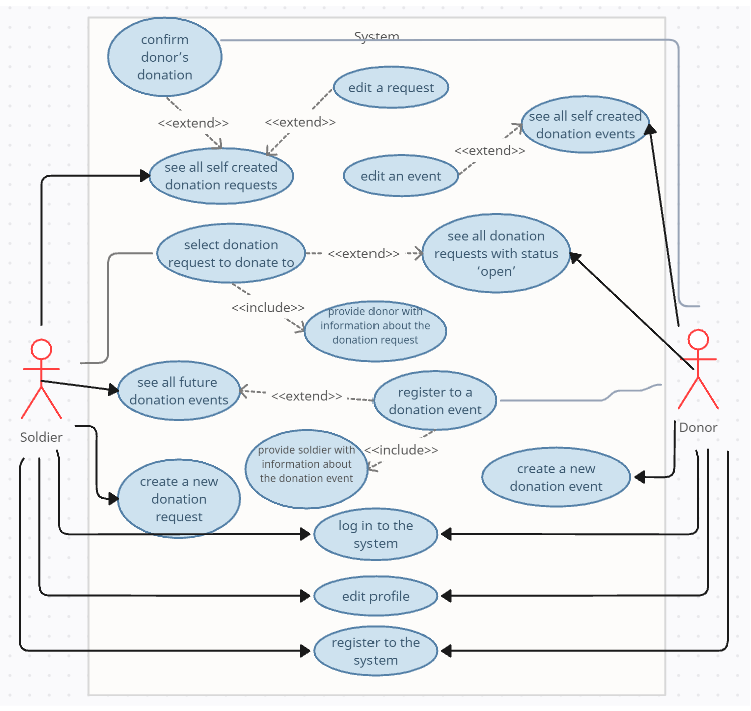 System
confirm
donor's
donation
edit a request
see all self created
donation events
<<extend>>
<<extend>>
<<extend>>
see all self created
donation requests
edit an event
select donation
request to donate to
<<extend>>
see all donation
requests with status
‘open’
<<include>>
provide donor with
information about the
donation request
see all future
donation events
<<extend>>
register to a
donation event
Soldier
Donor
provide soldier with
information about
the donation event
<<include>>
create a new
donation
request
create a new
donation event
log in to the
system
edit profile
register to the
system